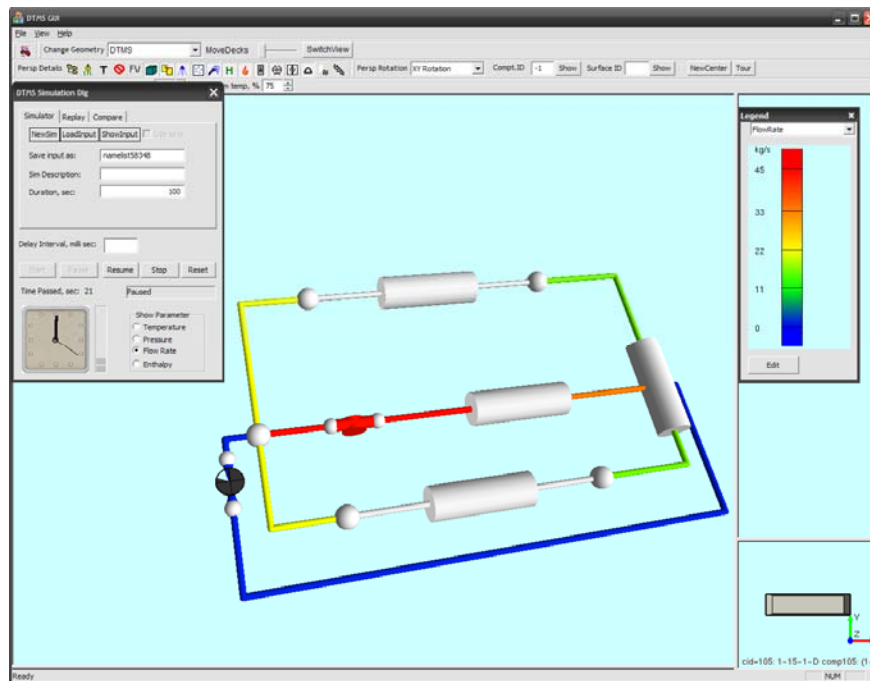 DTMS GUI
File View Help
Change Geometry DTMS MoveDecks SwitchView
Persp Details T FU H Persp Rotation XY Rotation Compt.ID -1 Show Surface ID Show NewCenter Tour
m temp, % 75
DTMS Simulation Dlg
Simulator Replay Compare
NewSim LoadInput ShowInput
Save input as: namelist58348
Sim Description:
Duration, sec: 100
Delay Interval, milli sec:
Start Pause Resume Stop Reset
Time Passed, sec: 21 Paused
Show Parameter
Temperature
Pressure
Flow Rate
Enthalpy
Legend
FlowRate
kg/s
45
33
22
11
0
Edit
Y
Z
cid=105: 1-15-1-D comp105: (1-
Ready NUM